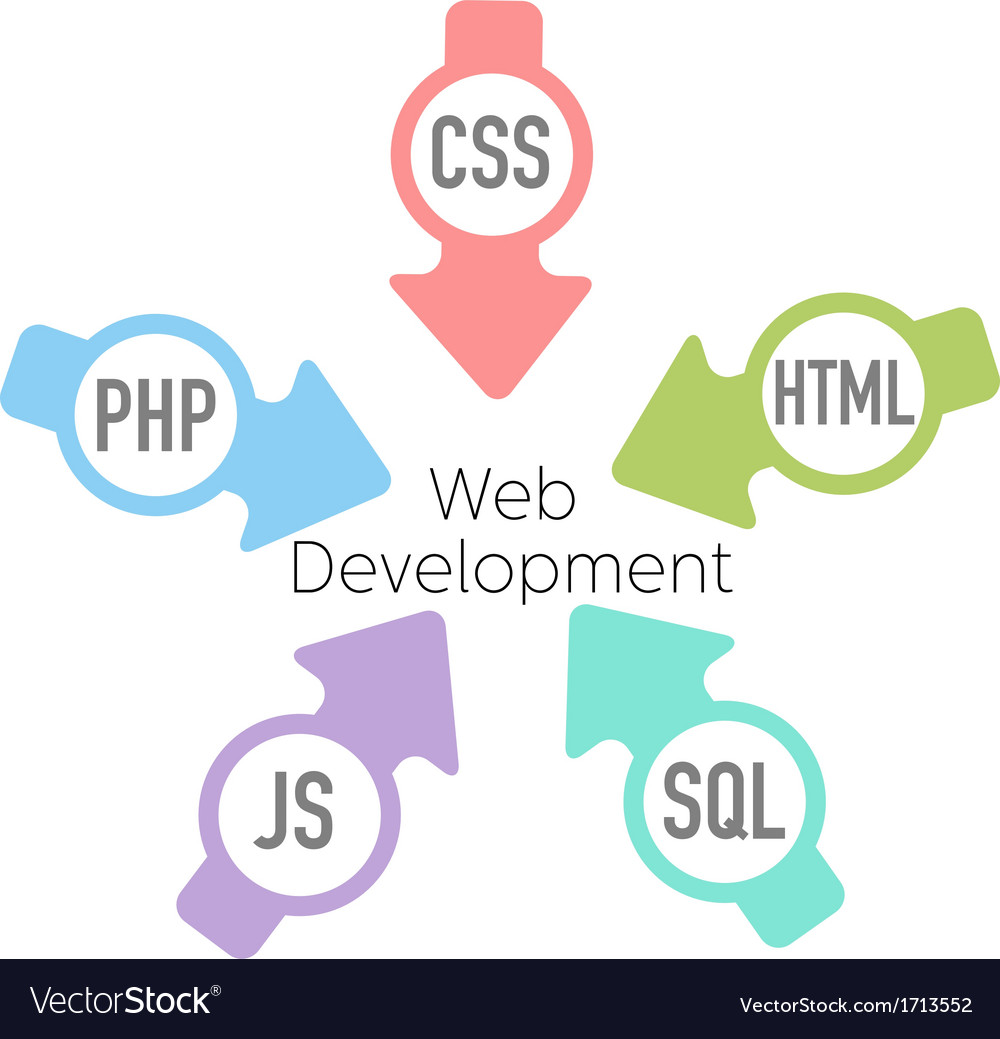 CSS
PHP
HTML
Web
Development
JS
SQL
VectorStock®
VectorStock.com/1713552